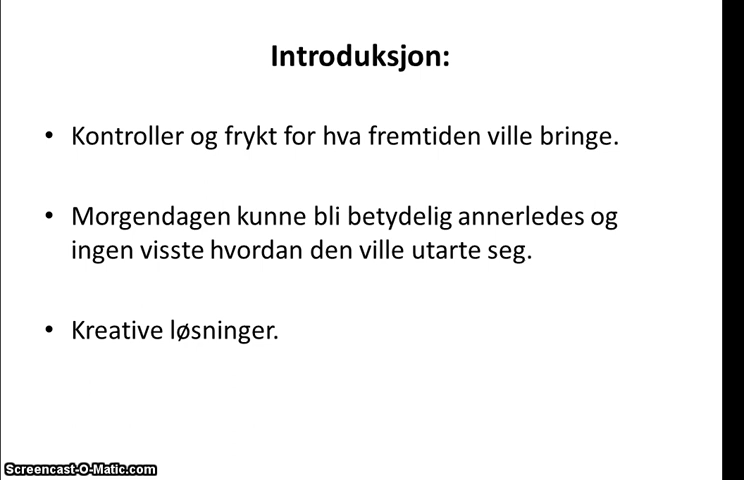 Introduksjon:
• Kontroller og frykt for hva fremtiden ville bringe.
• Morgendagen kunne bli betydelig annerledes og
ingen visste hvordan den ville utarte seg.
• Kreative løsninger.
Screencast-O-Matic.com